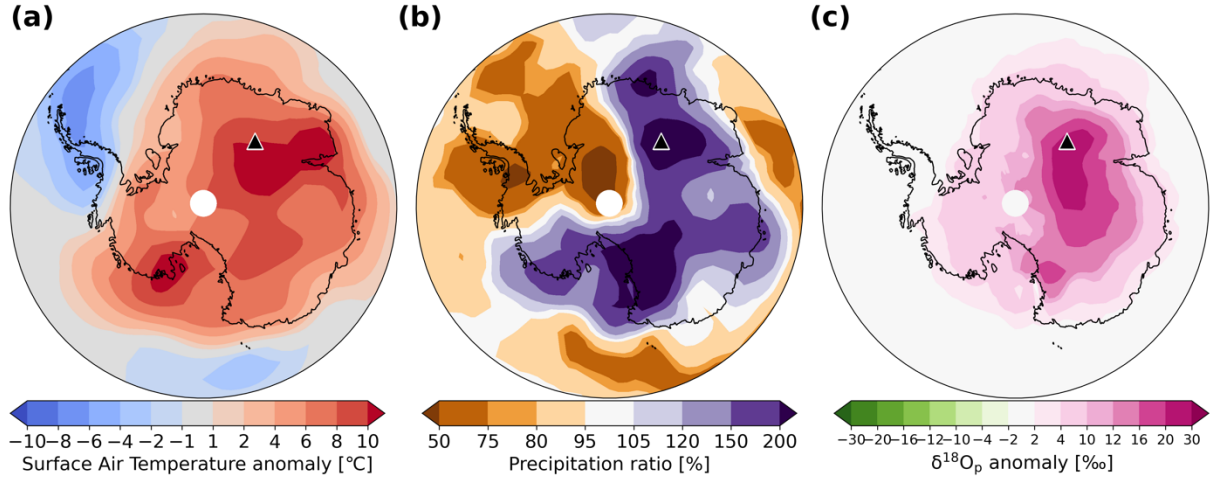 (a) (b) (c)
−10 −8 −6 −4 −2 −1 1 2 4 6 8 10
Surface Air Temperature anomaly [℃]
50 75 80 95 105 120 150 200
Precipitation ratio [%]
−30 −20 −16 −12 −10 −4 −2 2 4 10 12 16 20 30
δ¹⁸Oₚ anomaly [‰]